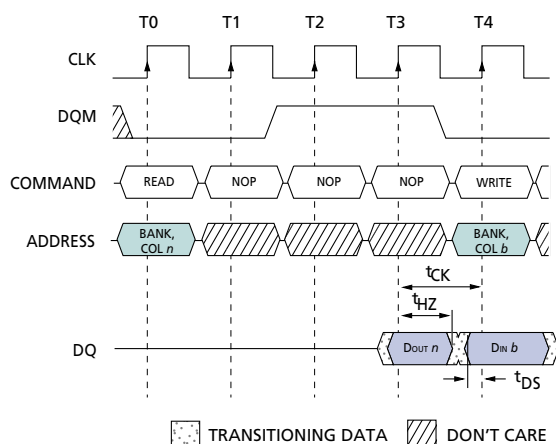 T0 T1 T2 T3 T4
CLK
DQM
COMMAND READ NOP NOP NOP WRITE
ADDRESS BANK, COL n BANK, COL b
tCK
tHZ
DQ DOUT n DIN b
tDS
TRANSITIONING DATA DON'T CARE